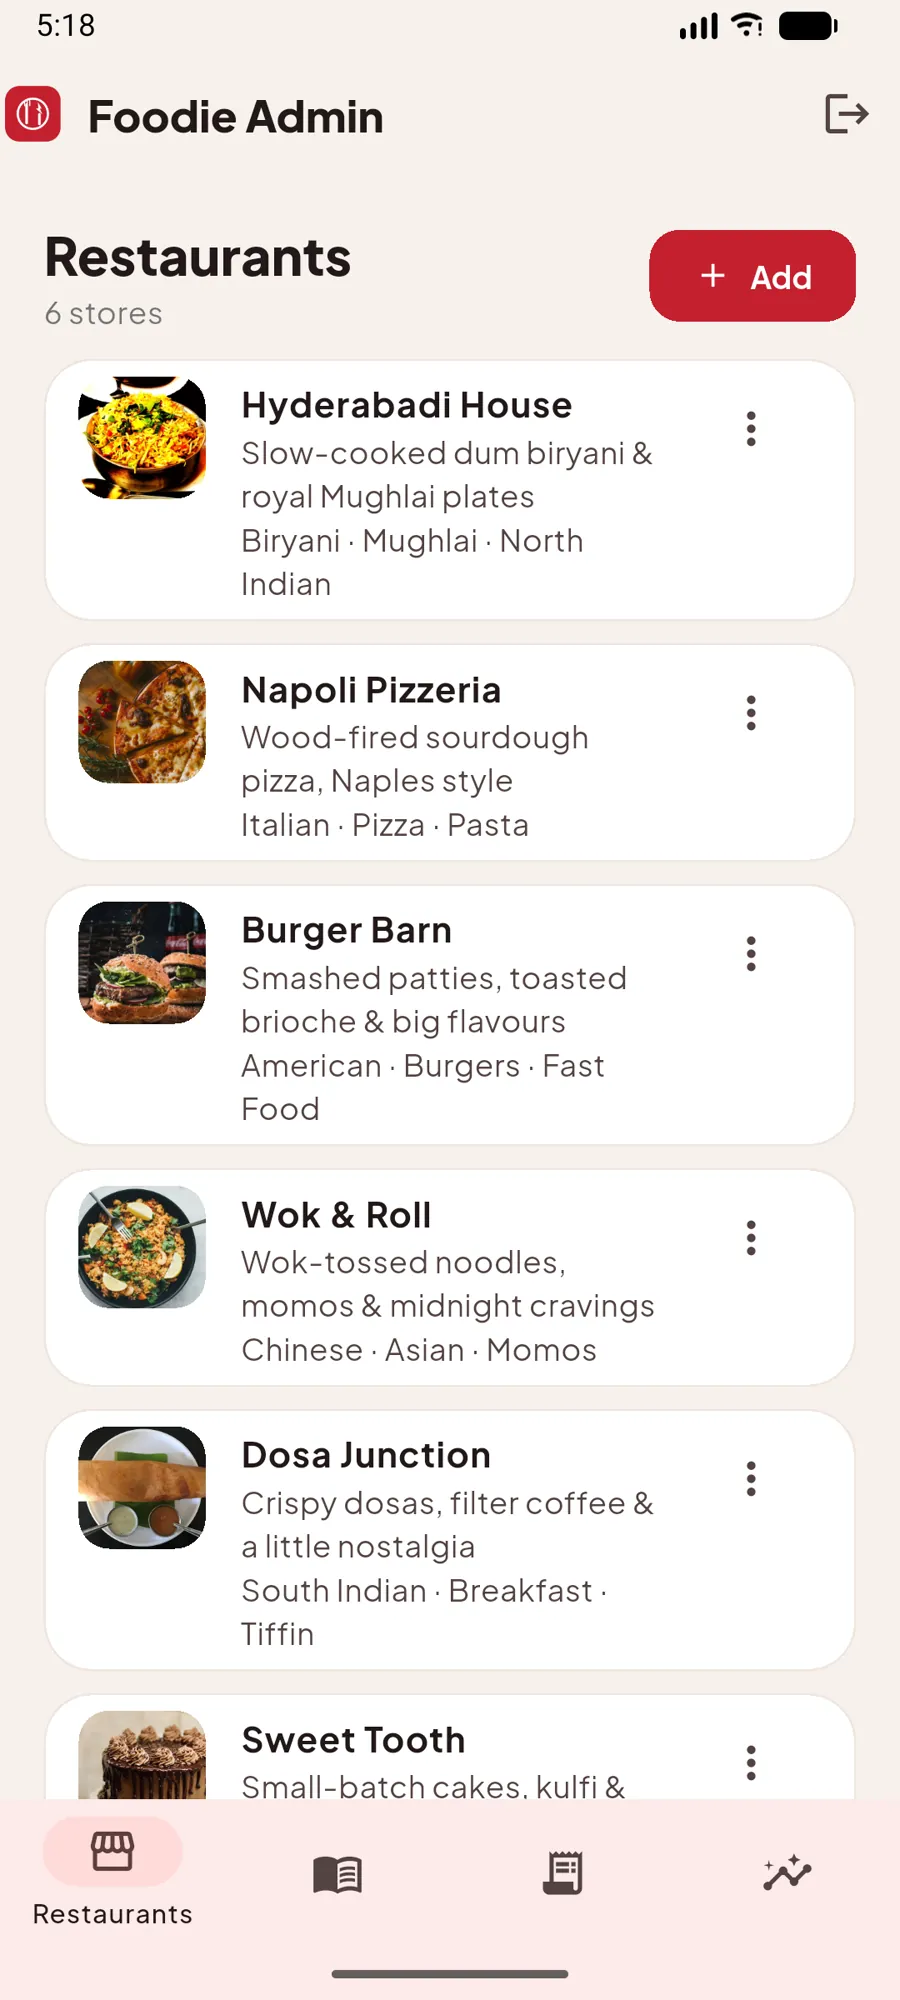 5:18
Foodie Admin
Restaurants
6 stores
+ Add
Hyderabadi House
Slow-cooked dum biryani &
royal Mughlai plates
Biryani · Mughlai · North
Indian
Napoli Pizzeria
Wood-fired sourdough
pizza, Naples style
Italian · Pizza · Pasta
Burger Barn
Smashed patties, toasted
brioche & big flavours
American · Burgers · Fast
Food
Wok & Roll
Wok-tossed noodles,
momos & midnight cravings
Chinese · Asian · Momos
Dosa Junction
Crispy dosas, filter coffee &
a little nostalgia
South Indian · Breakfast ·
Tiffin
Sweet Tooth
Small-batch cakes, kulfi &
Restaurants